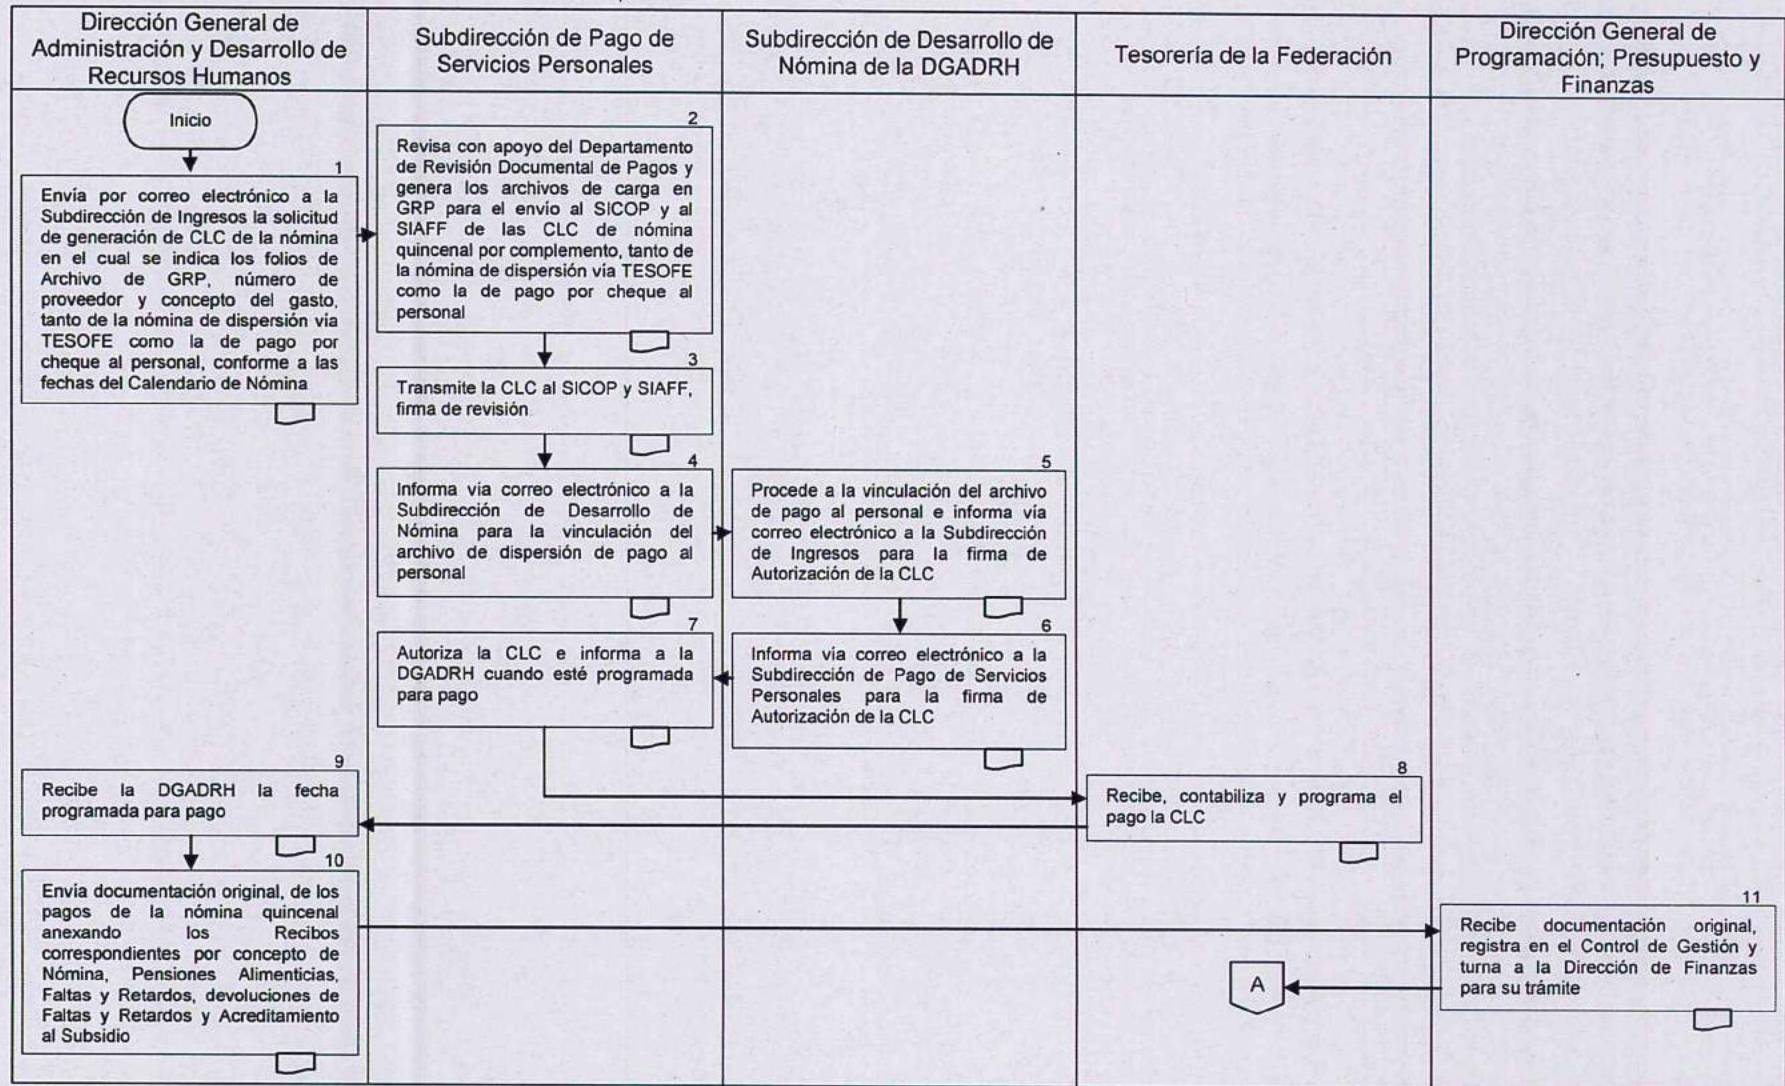 Dirección General de
Administración y Desarrollo de
Recursos Humanos
Subdirección de Pago de
Servicios Personales
Subdirección de Desarrollo de
Nómina de la DGADRH
Tesorería de la Federación
Dirección General de
Programación; Presupuesto y
Finanzas
Inicio
1
Envía por correo electrónico a la
Subdirección de Ingresos la solicitud
de generación de CLC de la nómina
en el cual se indica los folios de
Archivo de GRP, número de
proveedor y concepto del gasto,
tanto de la nómina de dispersión vía
TESOFE como la de pago por
cheque al personal, conforme a las
fechas del Calendario de Nómina
2
Revisa con apoyo del Departamento
de Revisión Documental de Pagos y
genera los archivos de carga en
GRP para el envío al SICOP y al
SIAFF de las CLC de nómina
quincenal por complemento, tanto de
la nómina de dispersión vía TESOFE
como la de pago por cheque al
personal
3
Transmite la CLC al SICOP y SIAFF,
firma de revisión
4
Informa via correo electrónico a la
Subdirección de Desarrollo de
Nómina para la vinculación del
archivo de dispersión de pago al
personal
5
Procede a la vinculación del archivo
de pago al personal e informa vía
correo electrónico a la Subdirección
de Ingresos para la firma de
Autorización de la CLC
6
Informa via correo electrónico a la
Subdirección de Pago de Servicios
Personales para la firma de
Autorización de la CLC
7
Autoriza la CLC e informa a la
DGADRH cuando esté programada
para pago
8
Recibe, contabiliza y programa el
pago la CLC
9
Recibe la DGADRH la fecha
programada para pago
10
Envía documentación original, de los
pagos de la nómina quincenal
anexando los Recibos
correspondientes por concepto de
Nómina, Pensiones Alimenticias,
Faltas y Retardos, devoluciones de
Faltas y Retardos y Acreditamiento
al Subsidio
11
Recibe documentación original,
registra en el Control de Gestión y
turna a la Dirección de Finanzas
para su trámite
A